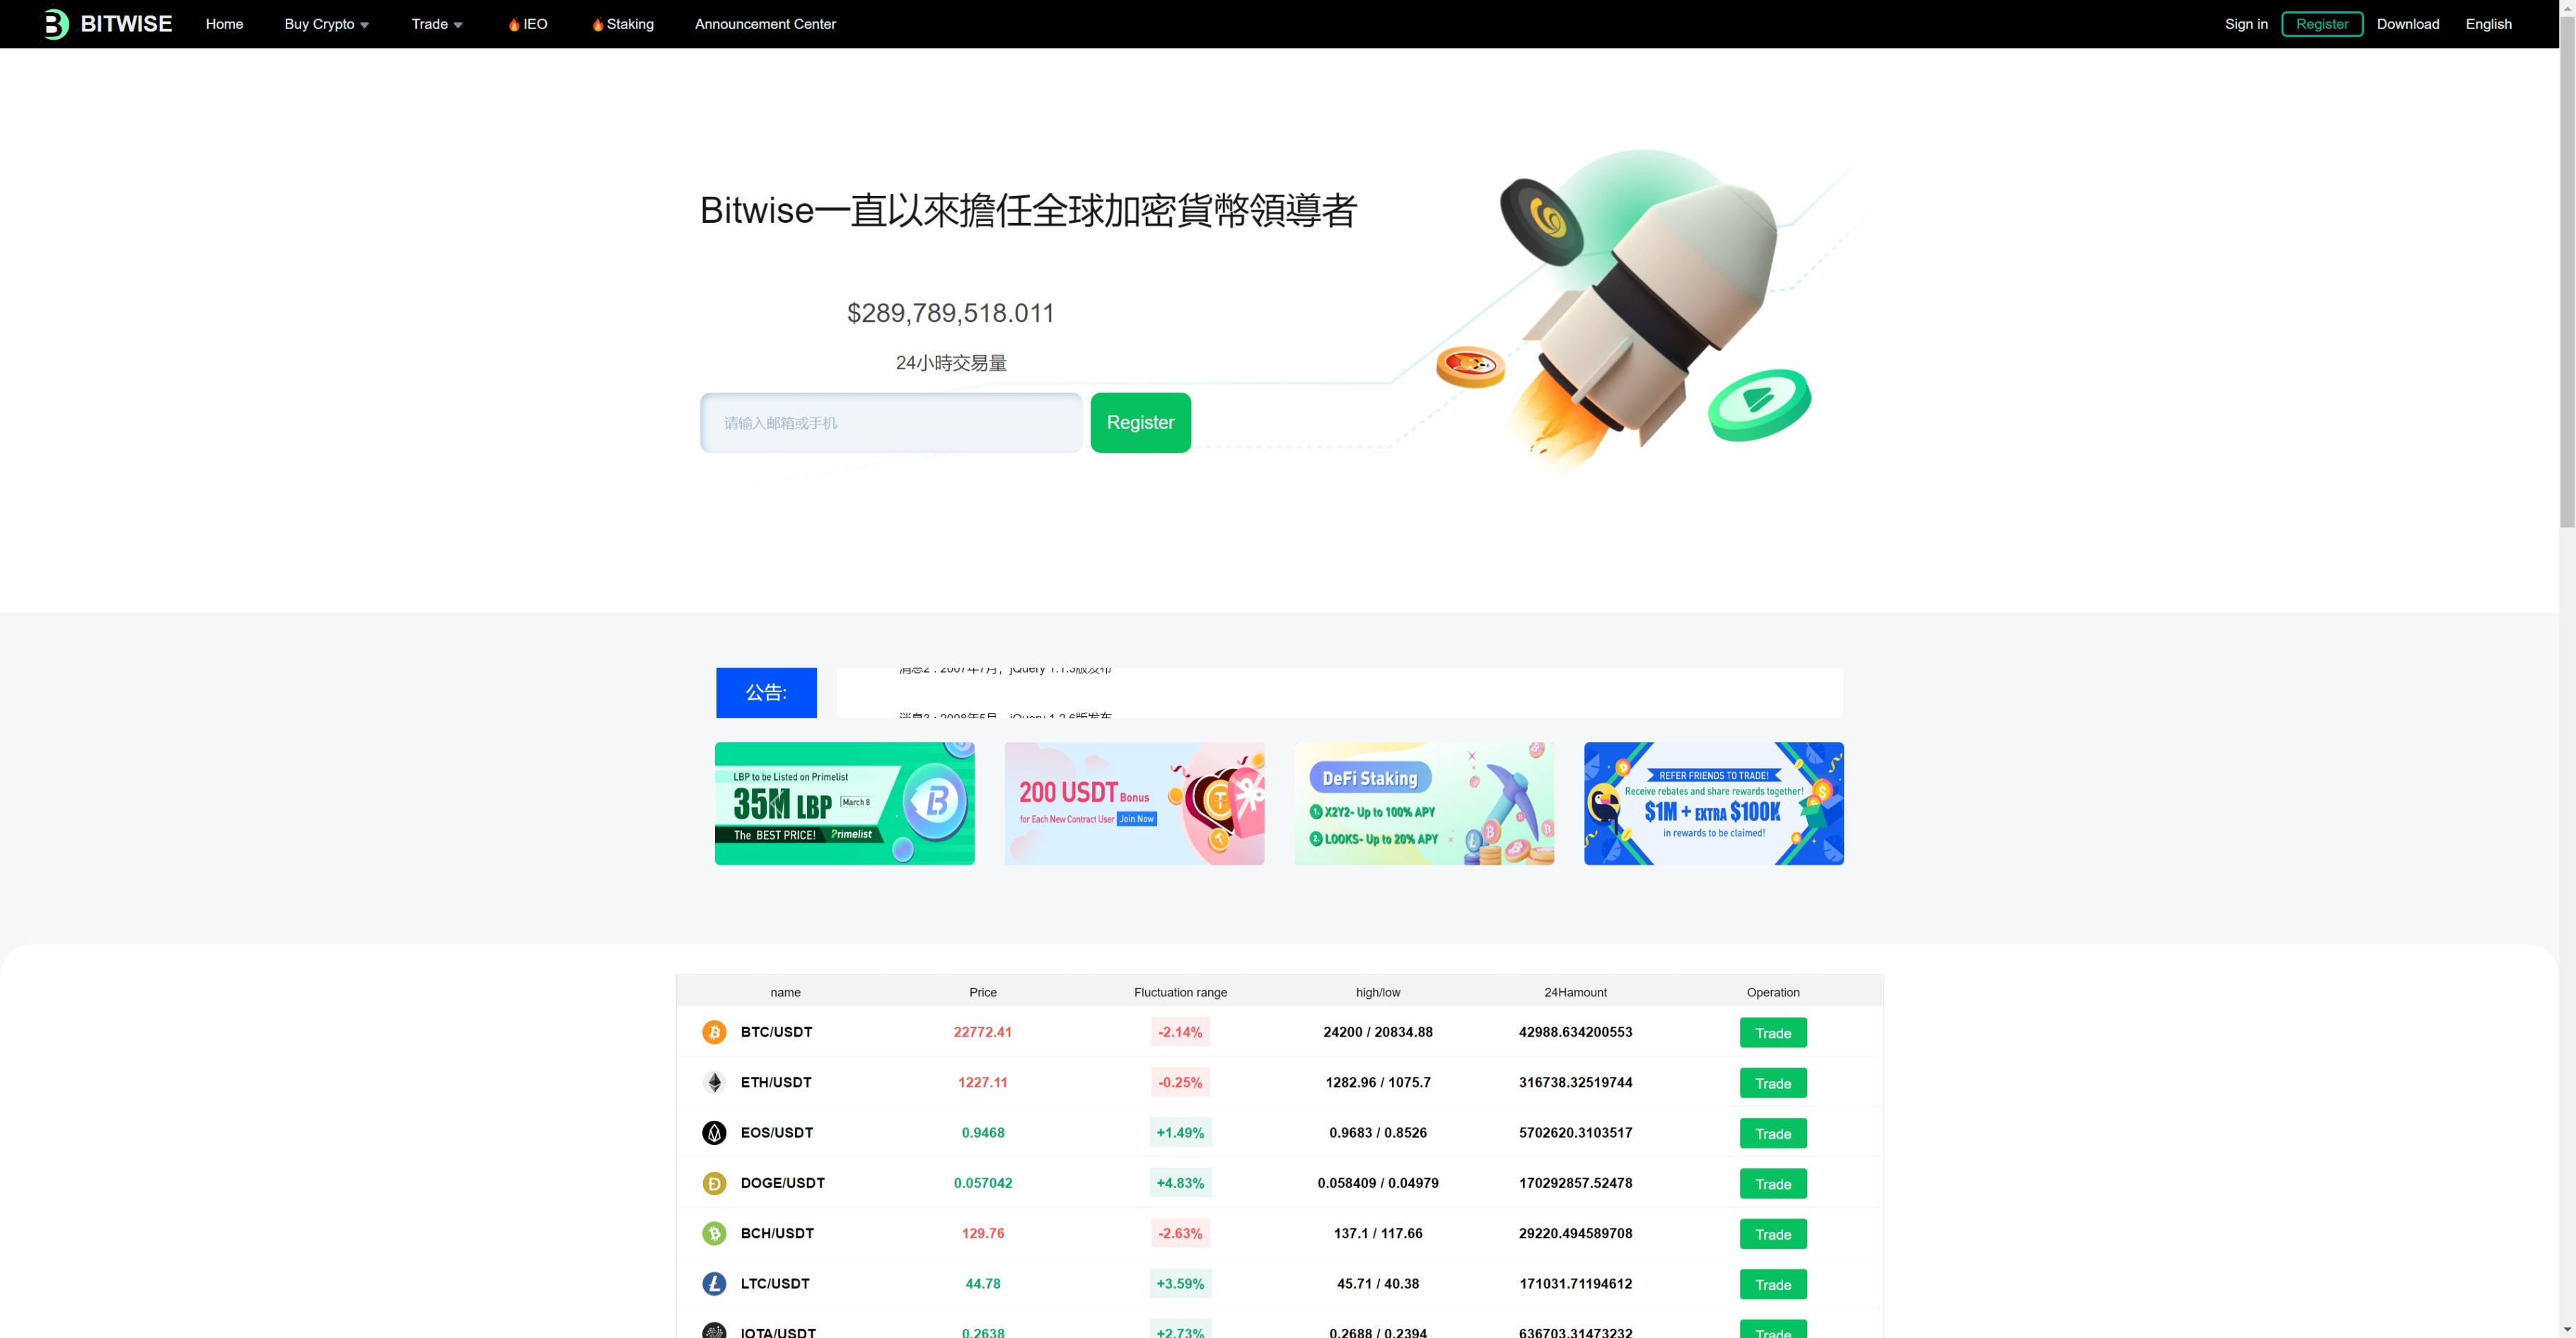 BITWISE Home Buy Crypto Trade IEO Staking Announcement Center Sign in Register Download English
Bitwise一直以來擔任全球加密貨幣領導者
$289,789,518.011
24小時交易量
请输入邮箱或手机 Register
公告: 消息2 : 2007年7月，jQuery 1.1.3版发布
消息3 : 2008年5月，jQuery 1.2.6版发布
LBP to be Listed on Primelist
35M LBP March 8
The BEST PRICE! Primelist
200 USDT Bonus
for Each New Contract User Join Now
DeFi Staking
1. X2Y2- Up to 100% APY
2. LOOKS- Up to 20% APY
REFER FRIENDS TO TRADE!
Receive rebates and share rewards together!
$1M + EXTRA $100K
in rewards to be claimed!
name Price Fluctuation range high/low 24Hamount Operation
BTC/USDT 22772.41 -2.14% 24200 / 20834.88 42988.634200553 Trade
ETH/USDT 1227.11 -0.25% 1282.96 / 1075.7 316738.32519744 Trade
EOS/USDT 0.9468 +1.49% 0.9683 / 0.8526 5702620.3103517 Trade
DOGE/USDT 0.057042 +4.83% 0.058409 / 0.04979 170292857.52478 Trade
BCH/USDT 129.76 -2.63% 137.1 / 117.66 29220.494589708 Trade
LTC/USDT 44.78 +3.59% 45.71 / 40.38 171031.71194612 Trade
IOTA/USDT 0.2638 +2.73% 0.2688 / 0.2394 636703.31473232 Trade